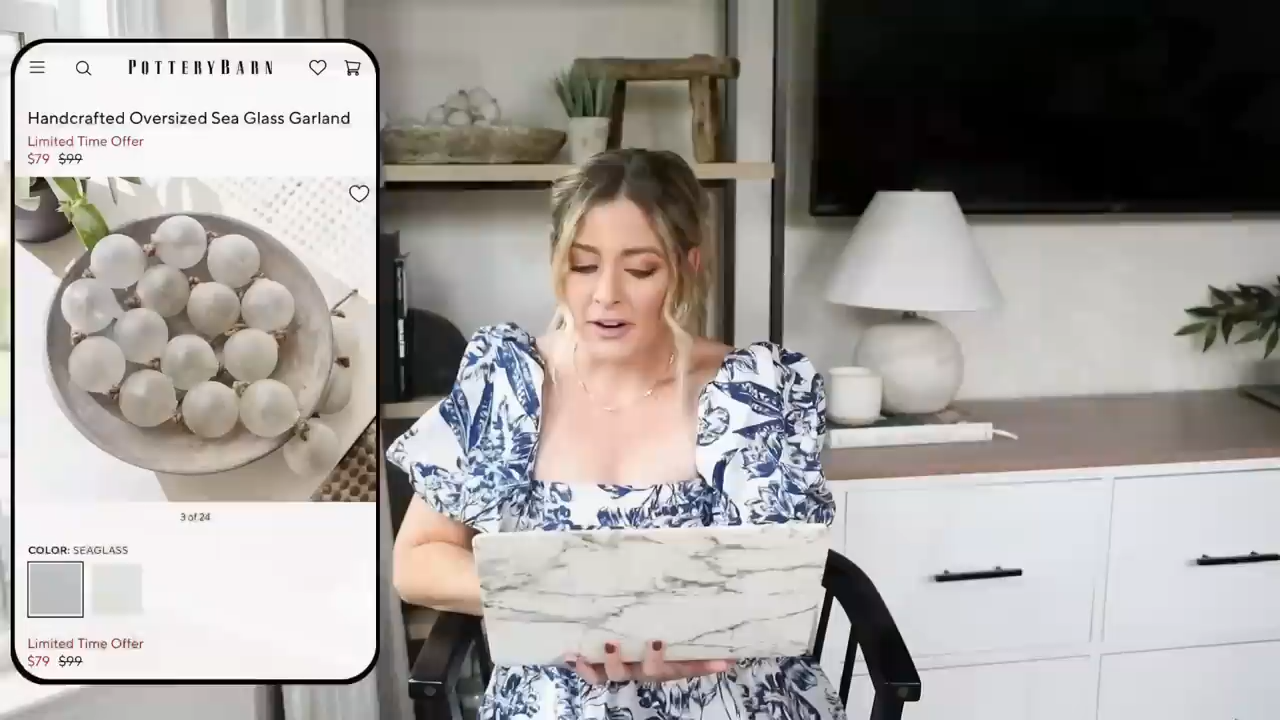 POTTERYBARN
Handcrafted Oversized Sea Glass Garland
Limited Time Offer
$79 $99
3 of 24
COLOR: SEAGLASS
Limited Time Offer
$79 $99